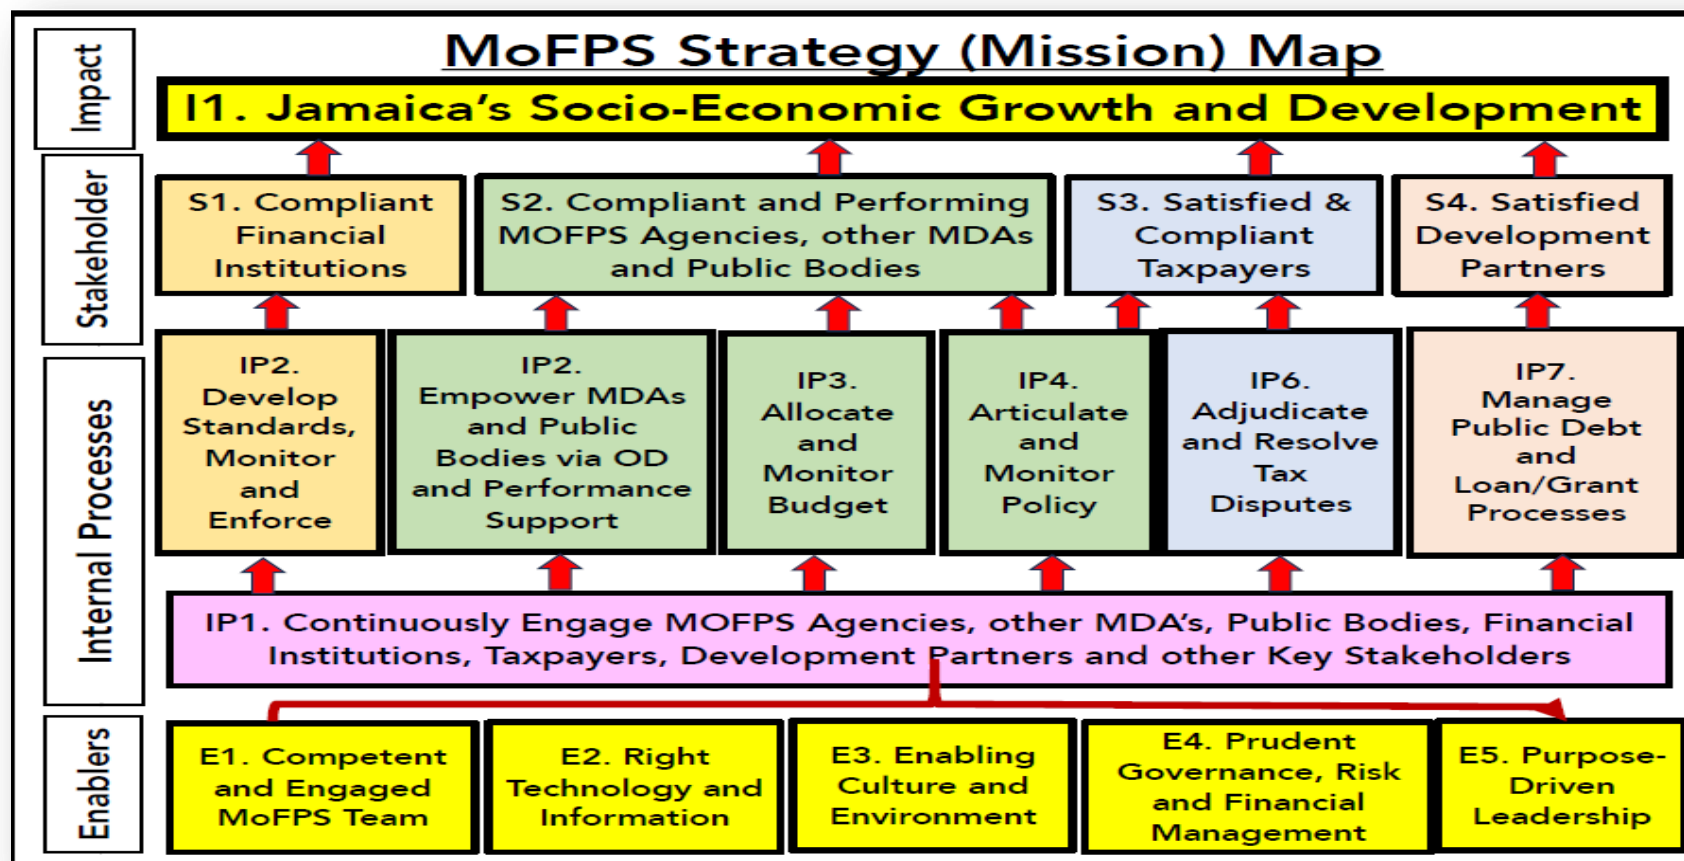 MoFPS Strategy (Mission) Map
Impact
I1. Jamaica's Socio-Economic Growth and Development
Stakeholder
S1. Compliant
Financial
Institutions
S2. Compliant and Performing
MOFPS Agencies, other MDAs
and Public Bodies
S3. Satisfied &
Compliant
Taxpayers
S4. Satisfied
Development
Partners
Internal Processes
IP2.
Develop
Standards,
Monitor
and
Enforce
IP2.
Empower MDAs
and Public
Bodies via OD
and Performance
Support
IP3.
Allocate
and
Monitor
Budget
IP4.
Articulate
and
Monitor
Policy
IP6.
Adjudicate
and Resolve
Tax
Disputes
IP7.
Manage
Public Debt
and
Loan/Grant
Processes
IP1. Continuously Engage MOFPS Agencies, other MDA's, Public Bodies, Financial
Institutions, Taxpayers, Development Partners and other Key Stakeholders
Enablers
E1. Competent
and Engaged
MoFPS Team
E2. Right
Technology and
Information
E3. Enabling
Culture and
Environment
E4. Prudent
Governance, Risk
and Financial
Management
E5. Purpose-
Driven
Leadership